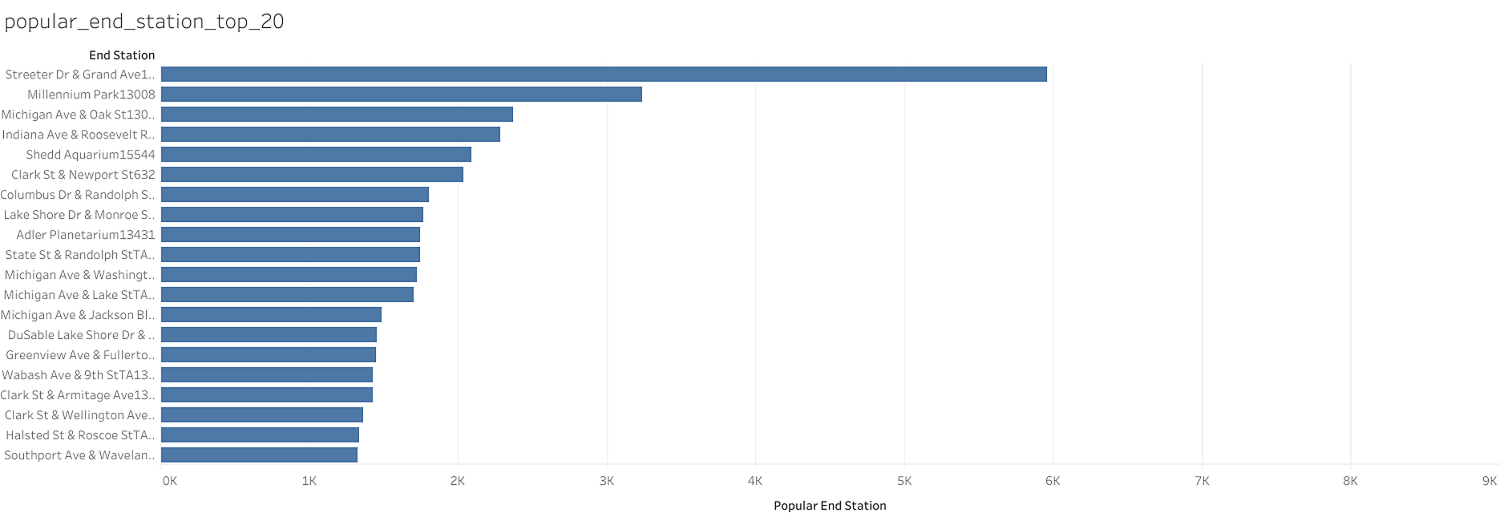 popular_end_station_top_20
End Station
Streeter Dr & Grand Ave1..
Millennium Park13008
Michigan Ave & Oak St130..
Indiana Ave & Roosevelt R..
Shedd Aquarium15544
Clark St & Newport St632
Columbus Dr & Randolph S..
Lake Shore Dr & Monroe S..
Adler Planetarium13431
State St & Randolph StTA..
Michigan Ave & Washingt..
Michigan Ave & Lake StTA..
Michigan Ave & Jackson Bl..
DuSable Lake Shore Dr & ..
Greenview Ave & Fullerto..
Wabash Ave & 9th StTA13..
Clark St & Armitage Ave13..
Clark St & Wellington Ave..
Halsted St & Roscoe StTA..
Southport Ave & Wavelan..
0K 1K 2K 3K 4K 5K 6K 7K 8K 9K
Popular End Station